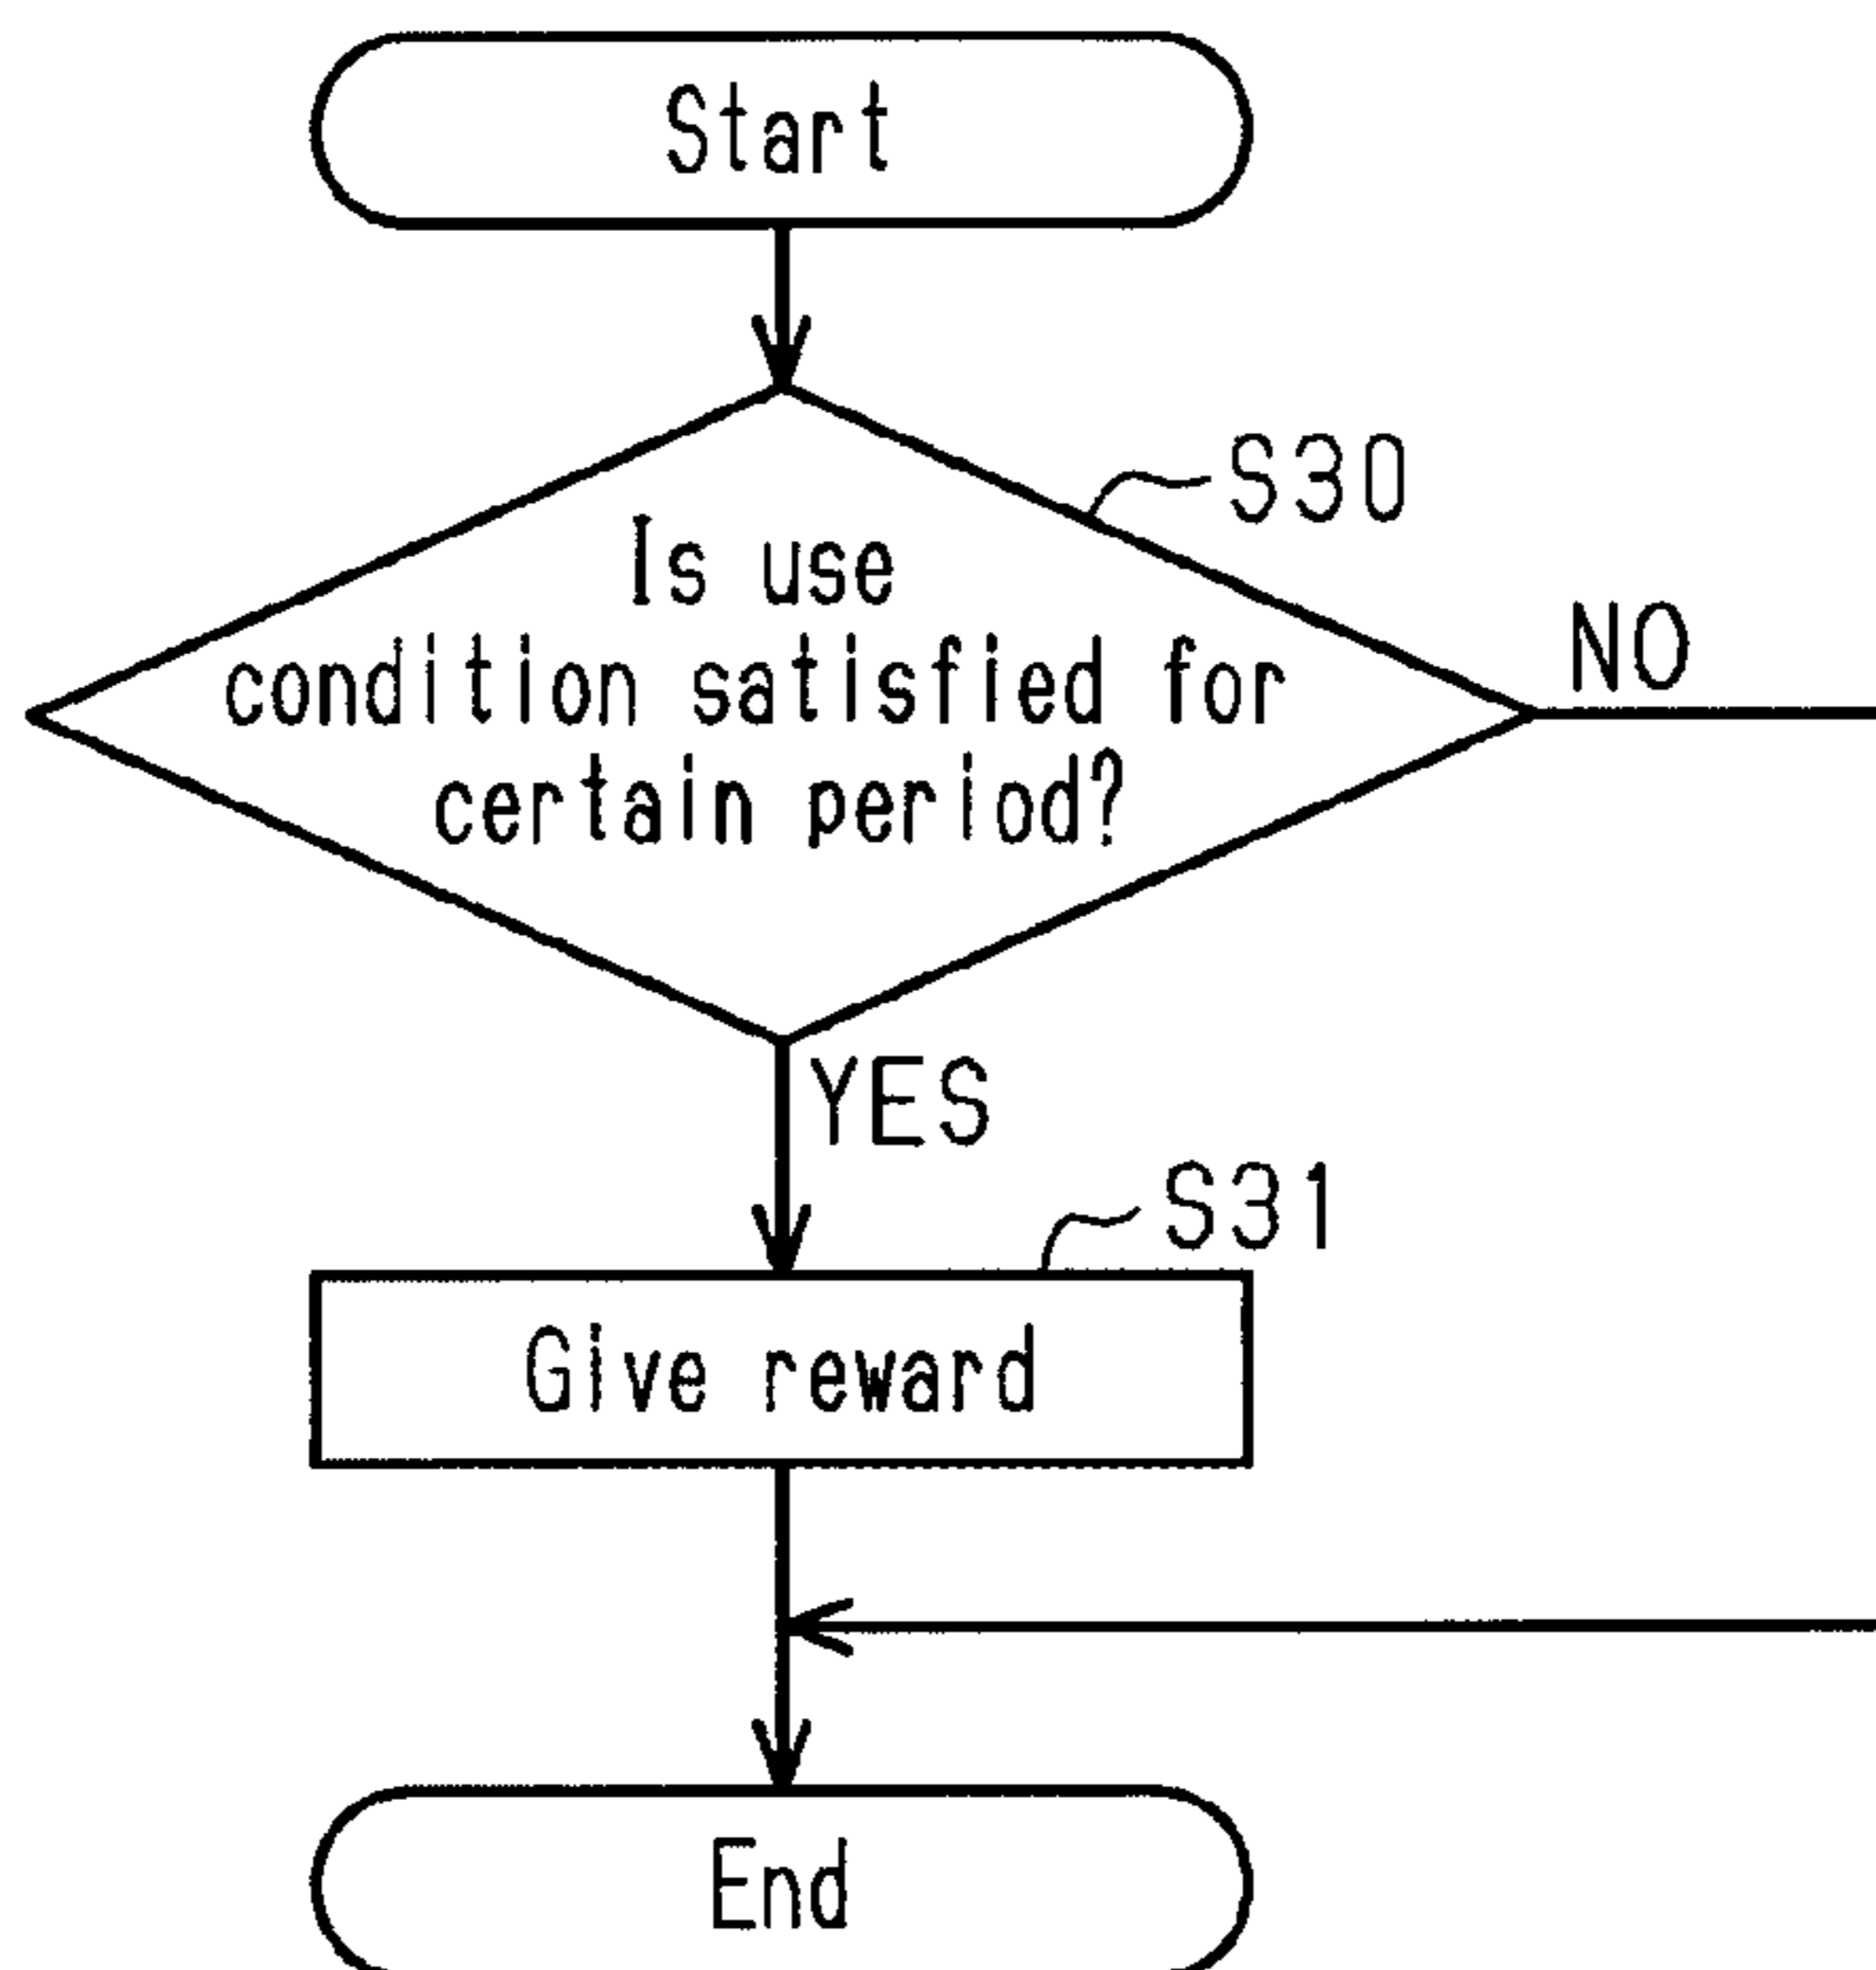 Start
S30
Is use
condition satisfied for
certain period?
NO
YES
S31
Give reward
End